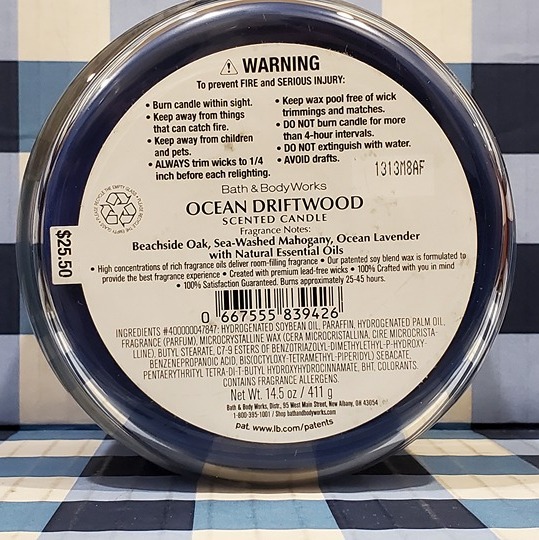 ⚠ WARNING
To prevent FIRE and SERIOUS INJURY:
• Burn candle within sight.
• Keep away from things
that can catch fire.
• Keep away from children
and pets.
• ALWAYS trim wicks to 1/4
inch before each relighting.
• Keep wax pool free of wick
trimmings and matches.
• DO NOT burn candle for more
than 4-hour intervals.
• DO NOT extinguish with water.
• AVOID drafts.
1313M8AF
Bath & Body Works
OCEAN DRIFTWOOD
SCENTED CANDLE
Fragrance Notes:
Beachside Oak, Sea-Washed Mahogany, Ocean Lavender
with Natural Essential Oils
• High concentrations of rich fragrance oils deliver room-filling fragrance • Our patented soy blend wax is formulated to
provide the best fragrance experience • Created with premium lead-free wicks • 100% Crafted with you in mind
• 100% Satisfaction Guaranteed. Burns approximately 25-45 hours.
$25.50
0 667555 839426
INGREDIENTS #400000047847: HYDROGENATED SOYBEAN OIL, PARAFFIN, HYDROGENATED PALM OIL,
FRAGRANCE (PARFUM), MICROCRYSTALLINE WAX (CERA MICROCRISTALLINA, CIRE MICROCRISTA-
LLINE), BUTYL STEARATE, C7-9 ESTERS OF BENZOTRIAZOLYL-DIMETHYLETHYL-P-HYDROXY-
BENZENEPROPANOIC ACID, BIS(OCTYLOXY-TETRAMETHYL-PIPERIDYL) SEBACATE,
PENTAERYTHRITYL TETRA-DI-T-BUTYL HYDROXYHYDROCINNAMATE, BHT, COLORANTS.
CONTAINS FRAGRANCE ALLERGENS.
Net Wt. 14.5 oz / 411 g
Bath & Body Works, Distr., 95 West Main Street, New Albany, OH 43054
1-800-395-1001 / Shop bathandbodyworks.com
pat. www.lb.com/patents